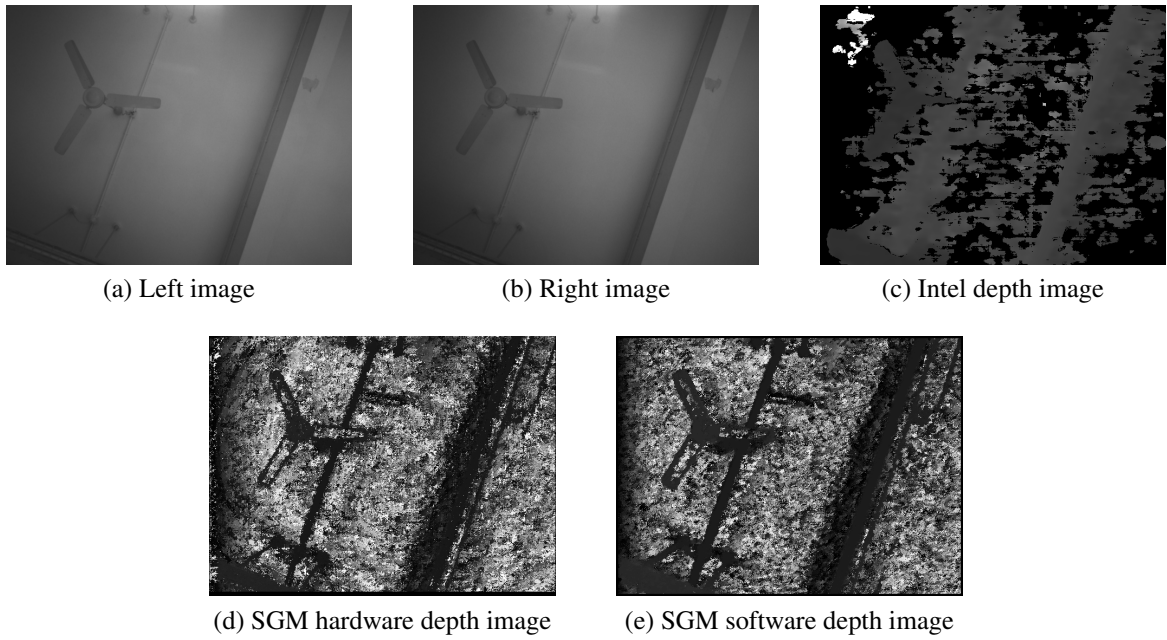 (a) Left image
(b) Right image
(c) Intel depth image
(d) SGM hardware depth image
(e) SGM software depth image